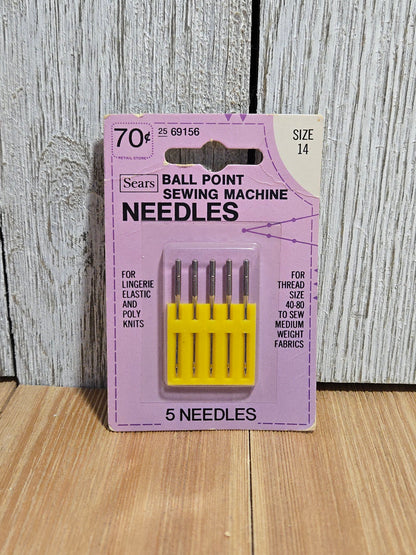 70¢
RETAIL STORE
25 69156
SIZE
14
Sears
BALL POINT
SEWING MACHINE
NEEDLES
FOR
LINGERIE
ELASTIC
AND
POLY
KNITS
FOR
THREAD
SIZE
40-80
TO SEW
MEDIUM
WEIGHT
FABRICS
5 NEEDLES